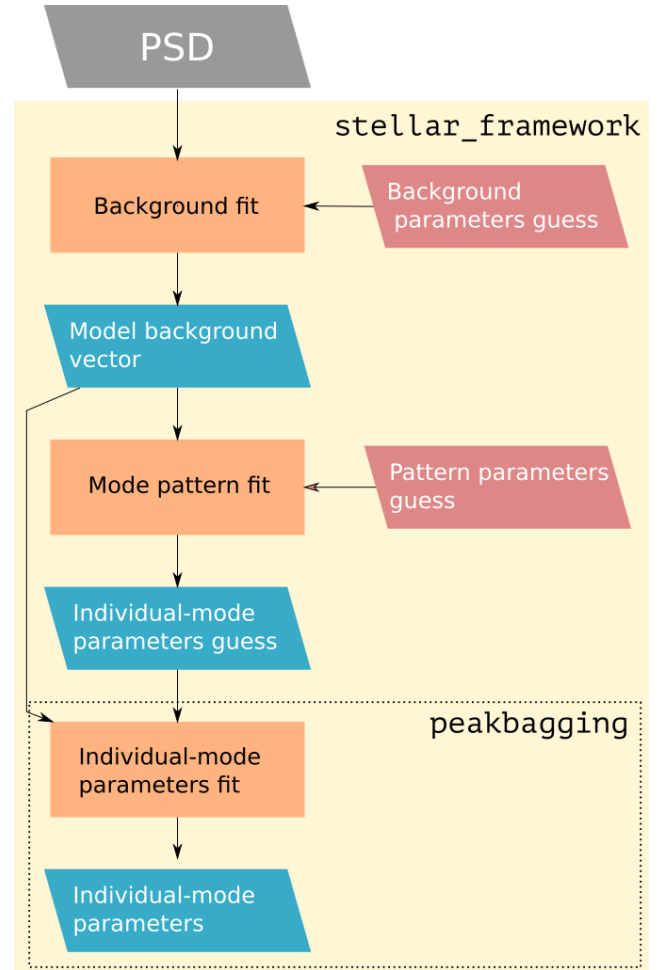 PSD
stellar_framework
Background fit
Background
parameters guess
Model background
vector
Mode pattern fit
Pattern parameters
guess
Individual-mode
parameters guess
peakbagging
Individual-mode
parameters fit
Individual-mode
parameters